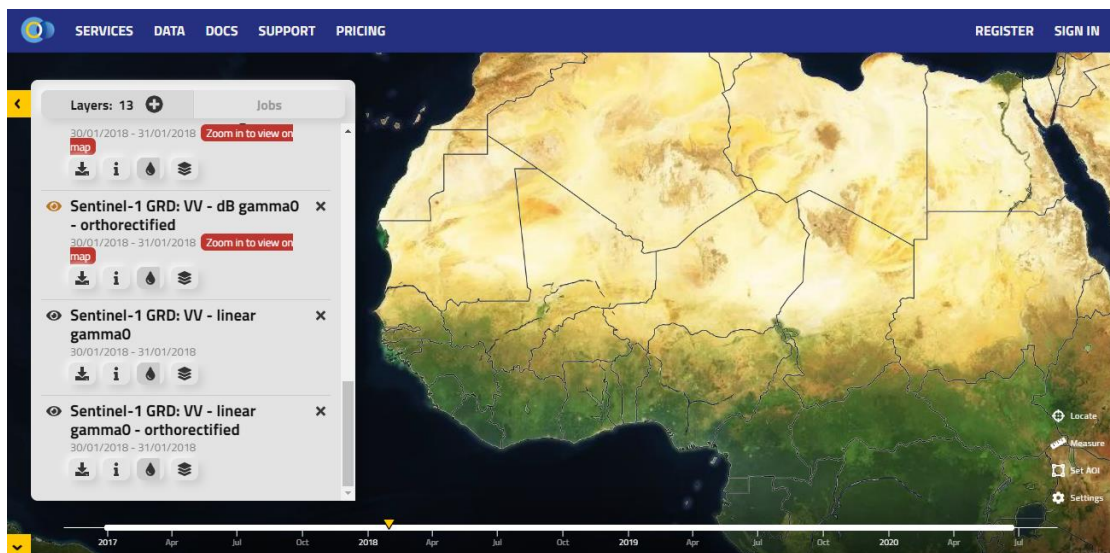 SERVICES DATA DOCS SUPPORT PRICING REGISTER SIGN IN
Layers: 13 Jobs
30/01/2018 - 31/01/2018 Zoom in to view on
map
Sentinel-1 GRD: VV - dB gamma0
- orthorectified
30/01/2018 - 31/01/2018 Zoom in to view on
map
Sentinel-1 GRD: VV - linear
gamma0
30/01/2018 - 31/01/2018
Sentinel-1 GRD: VV - linear
gamma0 - orthorectified
30/01/2018 - 31/01/2018
Locate
Measure
Set AOI
Settings
2017 Apr Jul Oct 2018 Apr Jul Oct 2019 Apr Jul Oct 2020 Apr Jul